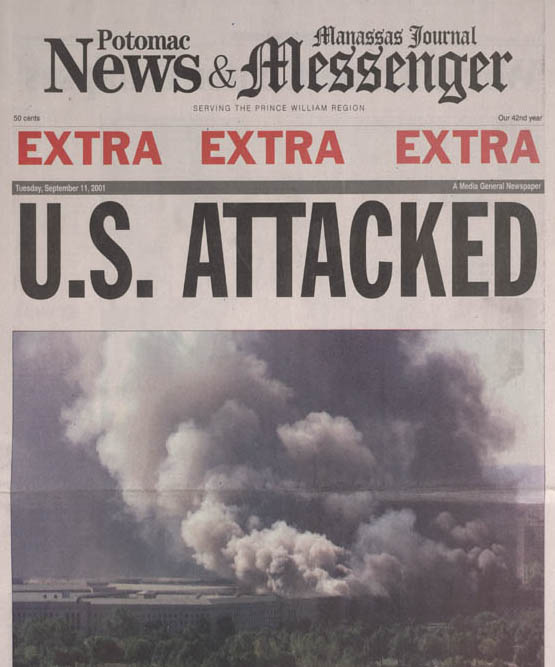 Potomac News & Manassas Journal Messenger
SERVING THE PRINCE WILLIAM REGION
50 cents
Our 42nd year
EXTRA EXTRA EXTRA
Tuesday, September 11, 2001
A Media General Newspaper
U.S. ATTACKED